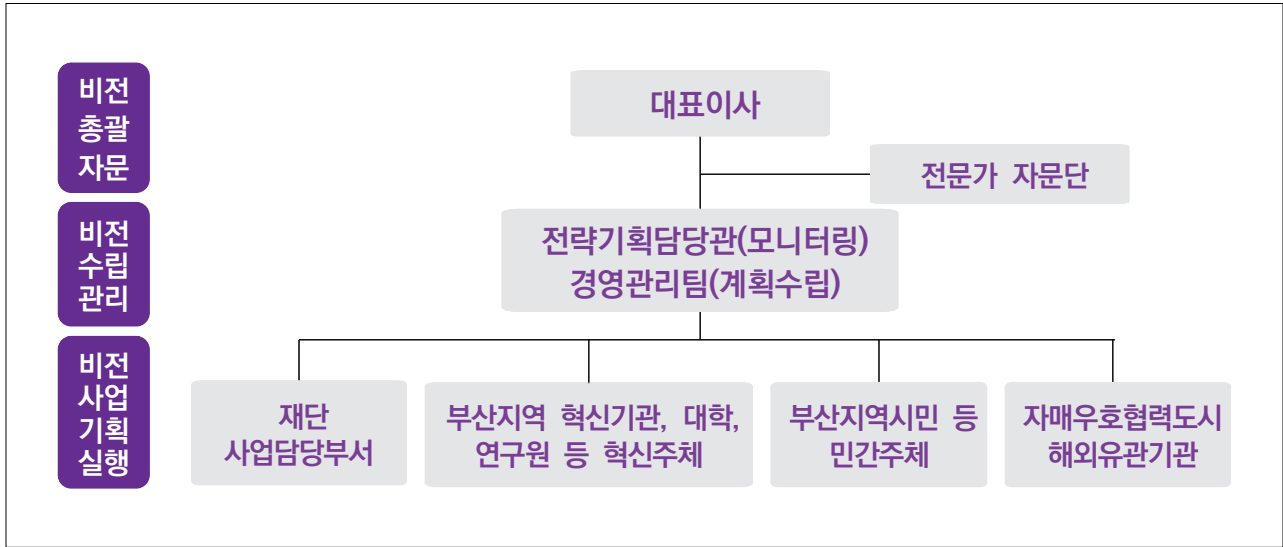 비전
총괄
자문
대표이사
전문가 자문단
비전
수립
관리
전략기획담당관(모니터링)
경영관리팀(계획수립)
비전
사업
기획
실행
재단
사업담당부서
부산지역 혁신기관, 대학,
연구원 등 혁신주체
부산지역시민 등
민간주체
자매우호협력도시
해외유관기관